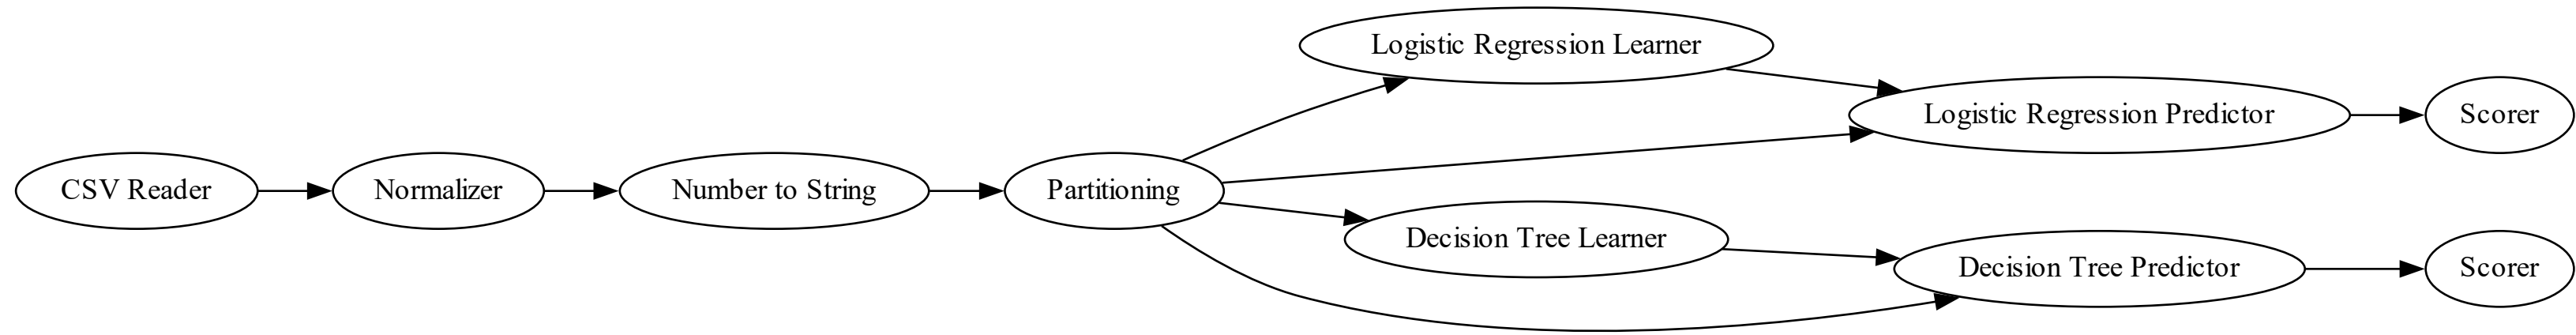 CSV Reader
Normalizer
Number to String
Partitioning
Logistic Regression Learner
Logistic Regression Predictor
Scorer
Decision Tree Learner
Decision Tree Predictor
Scorer